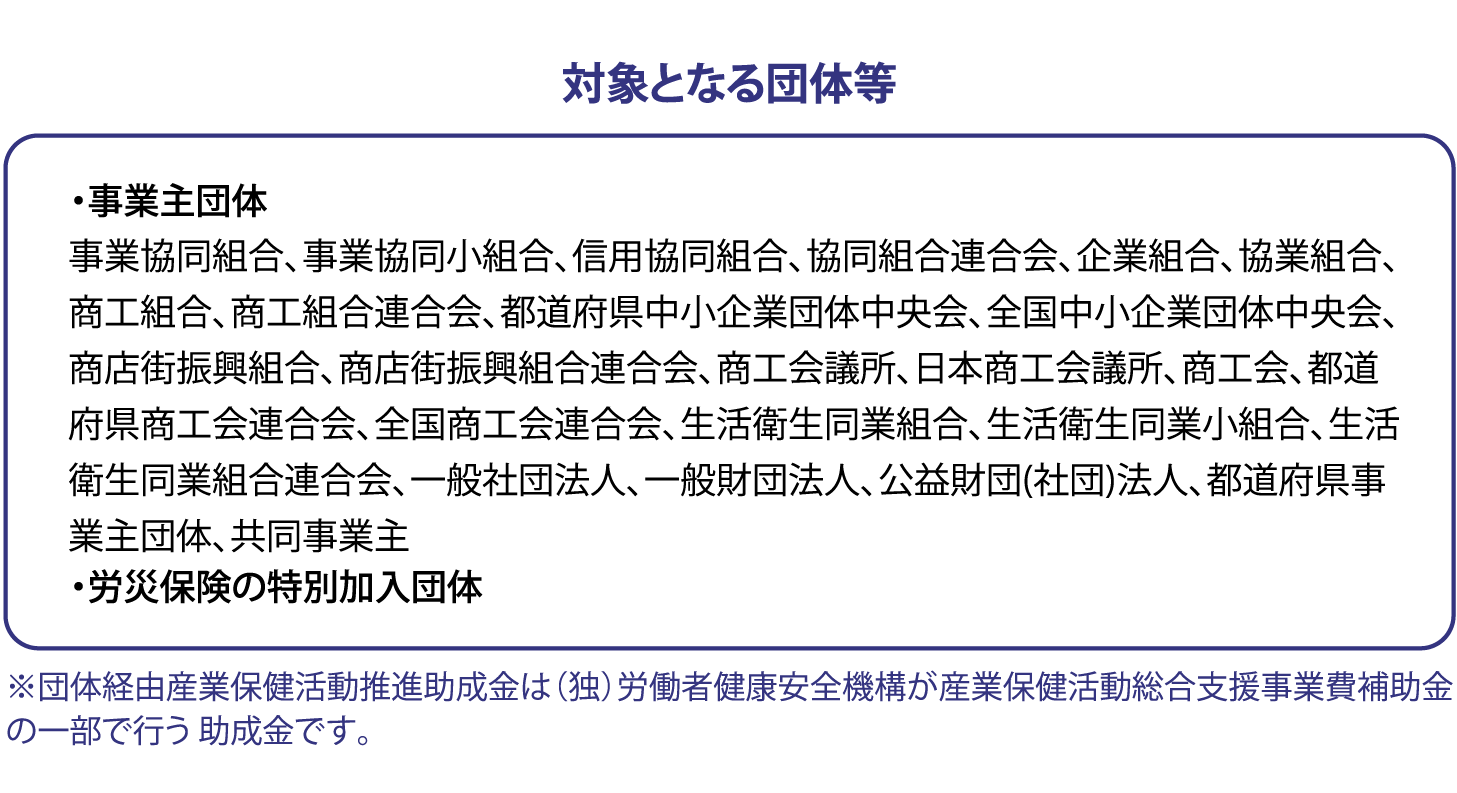 対象となる団体等
・事業主団体
事業協同組合、事業協同小組合、信用協同組合、協同組合連合会、企業組合、協業組合、
商工組合、商工組合連合会、都道府県中小企業団体中央会、全国中小企業団体中央会、
商店街振興組合、商店街振興組合連合会、商工会議所、日本商工会議所、商工会、都道
府県商工会連合会、全国商工会連合会、生活衛生同業組合、生活衛生同業小組合、生活
衛生同業組合連合会、一般社団法人、一般財団法人、公益財団(社団)法人、都道府県事
業主団体、共同事業主
・労災保険の特別加入団体
※団体経由産業保健活動推進助成金は（独）労働者健康安全機構が産業保健活動総合支援事業費補助金
の一部で行う 助成金です。